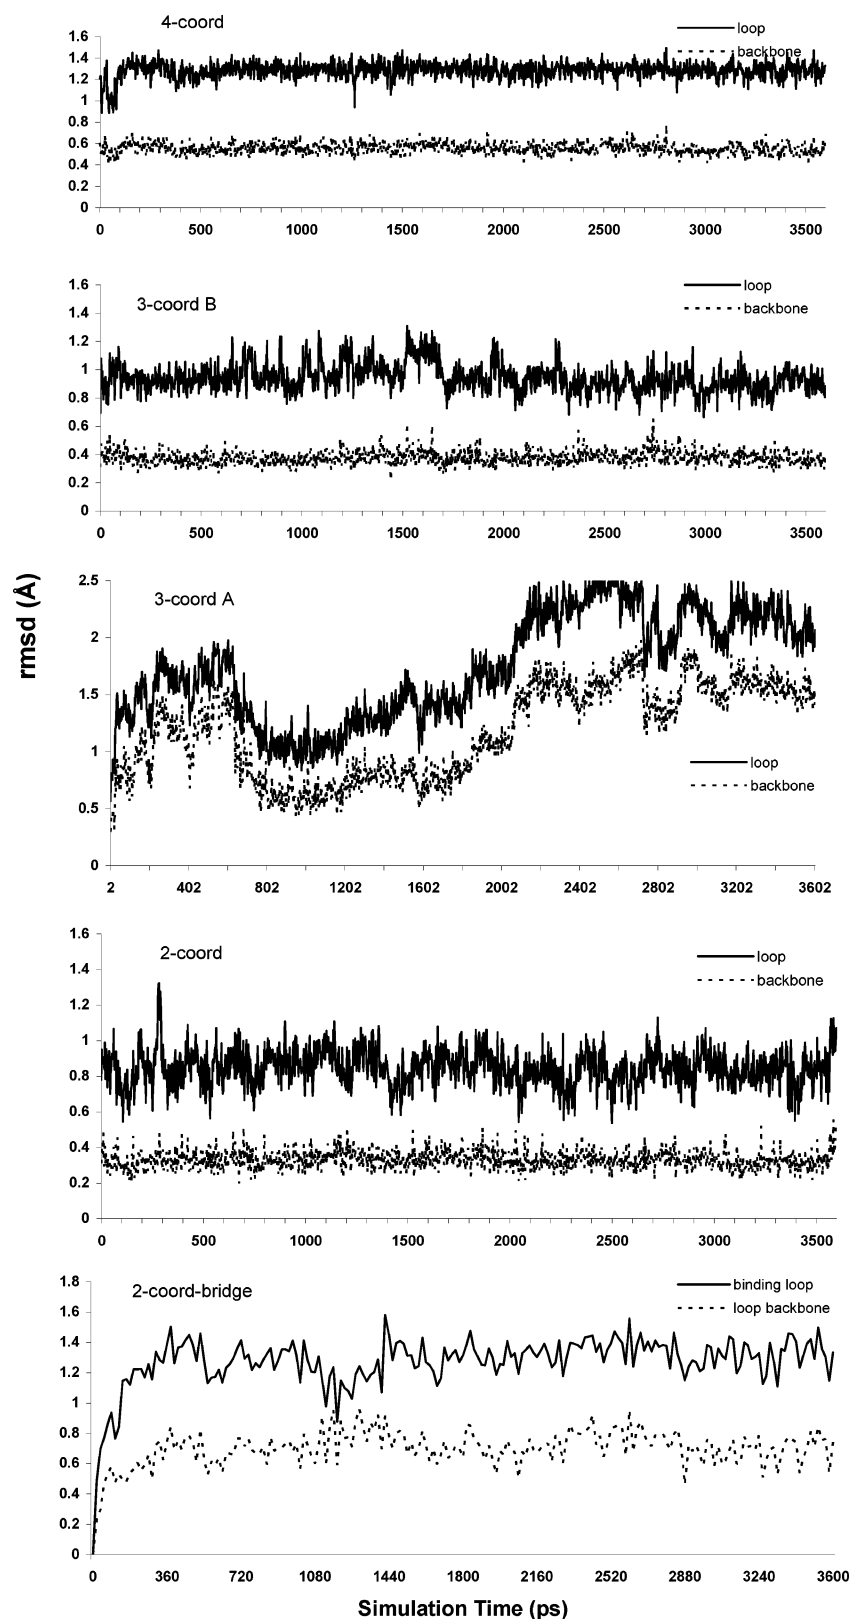 4-coord
loop
backbone
1.6
1.4
1.2
1
0.8
0.6
0.4
0.2
0
0 500 1000 1500 2000 2500 3000 3500
3-coord B
loop
backbone
1.6
1.4
1.2
1
0.8
0.6
0.4
0.2
0
0 500 1000 1500 2000 2500 3000 3500
rmsd (Å)
3-coord A
2.5
2
1.5
1
0.5
0
loop
backbone
2 402 802 1202 1602 2002 2402 2802 3202 3602
2-coord
loop
backbone
1.6
1.4
1.2
1
0.8
0.6
0.4
0.2
0
0 500 1000 1500 2000 2500 3000 3500
2-coord-bridge
binding loop
loop backbone
1.8
1.6
1.4
1.2
1
0.8
0.6
0.4
0.2
0
0 360 720 1080 1440 1800 2160 2520 2880 3240 3600
Simulation Time (ps)